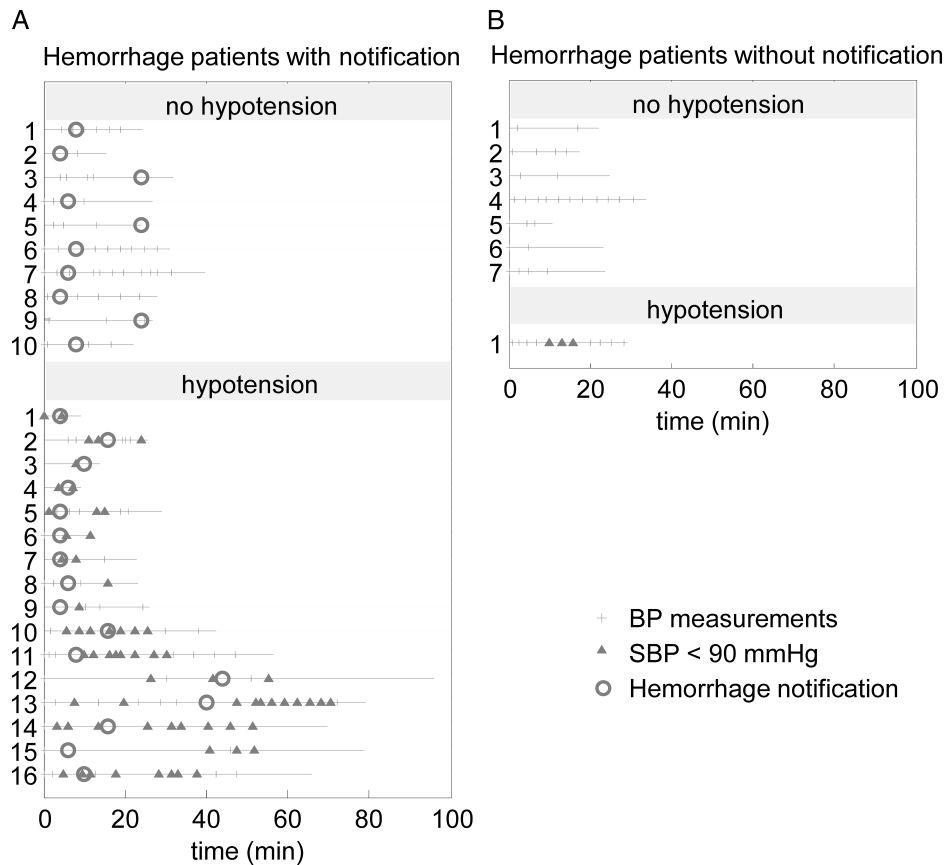 A
Hemorrhage patients with notification
no hypotension
1
2
3
4
5
6
7
8
9
10
hypotension
1
2
3
4
5
6
7
8
9
10
11
12
13
14
15
16
0 20 40 60 80 100
time (min)
B
Hemorrhage patients without notification
no hypotension
1
2
3
4
5
6
7
hypotension
1
0 20 40 60 80 100
time (min)
BP measurements
SBP < 90 mmHg
Hemorrhage notification